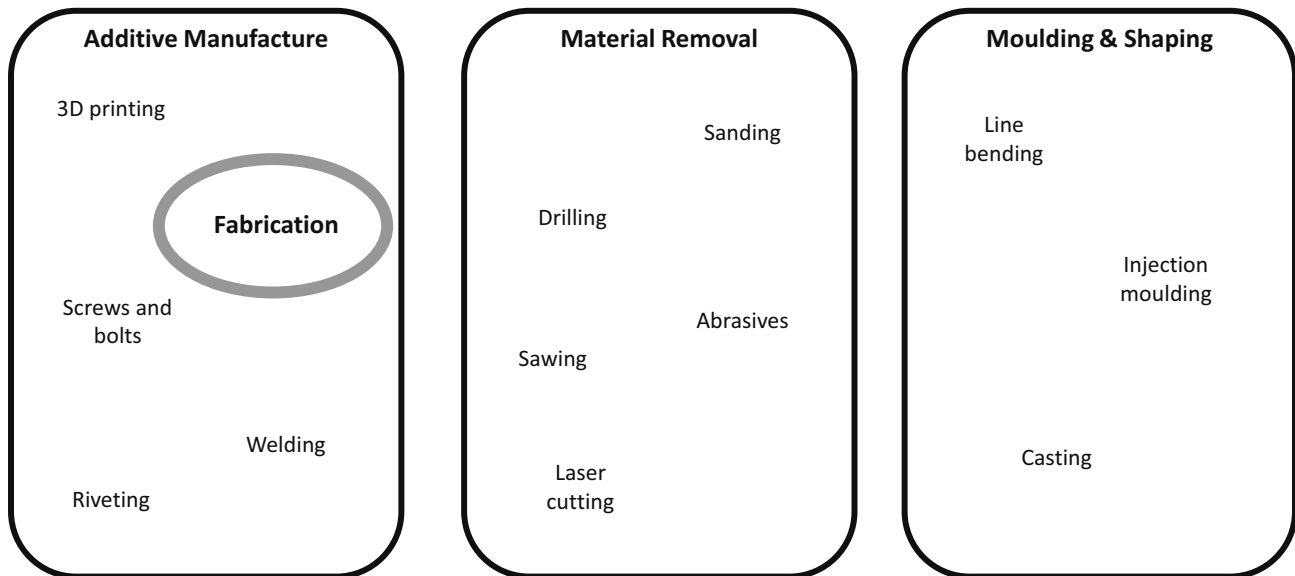 Additive Manufacture
3D printing
Fabrication
Screws and
bolts
Welding
Riveting
Material Removal
Sanding
Drilling
Abrasives
Sawing
Laser
cutting
Moulding & Shaping
Line
bending
Injection
moulding
Casting